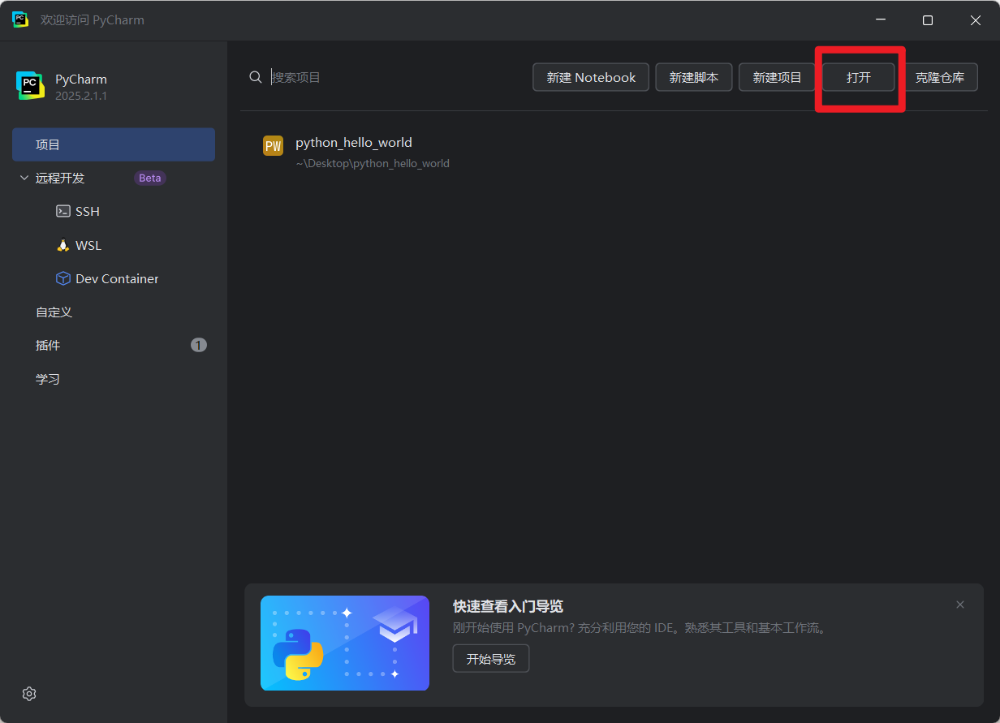 欢迎访问 PyCharm
PC
PyCharm
2025.2.1.1
项目
远程开发 Beta
SSH
WSL
Dev Container
自定义
插件 1
学习
搜索项目
新建 Notebook 新建脚本 新建项目 打开 克隆仓库
PW python_hello_world
~\Desktop\python_hello_world
快速查看入门导览
刚开始使用 PyCharm? 充分利用您的 IDE。熟悉其工具和基本工作流。
开始导览